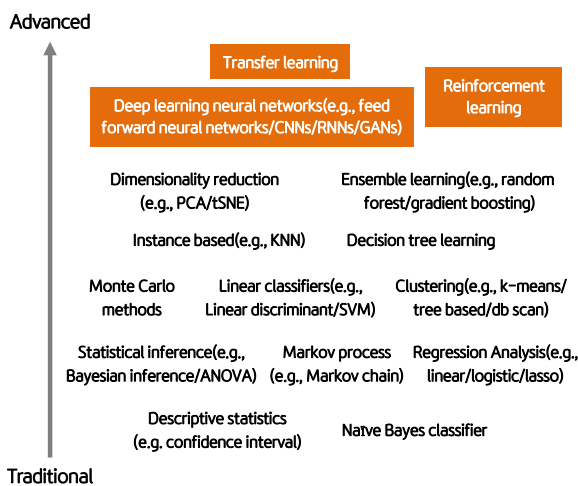 Advanced
Transfer learning
Deep learning neural networks(e.g., feed
forward neural networks/CNNs/RNNs/GANs)
Reinforcement
learning
Dimensionality reduction
(e.g., PCA/tSNE)
Ensemble learning(e.g., random
forest/gradient boosting)
Instance based(e.g., KNN)
Decision tree learning
Monte Carlo
methods
Linear classifiers(e.g.,
Linear discriminant/SVM)
Clustering(e.g., k-means/
tree based/db scan)
Statistical inference(e.g.,
Bayesian inference/ANOVA)
Markov process
(e.g., Markov chain)
Regression Analysis(e.g.,
linear/logistic/lasso)
Descriptive statistics
(e.g. confidence interval)
Naïve Bayes classifier
Traditional